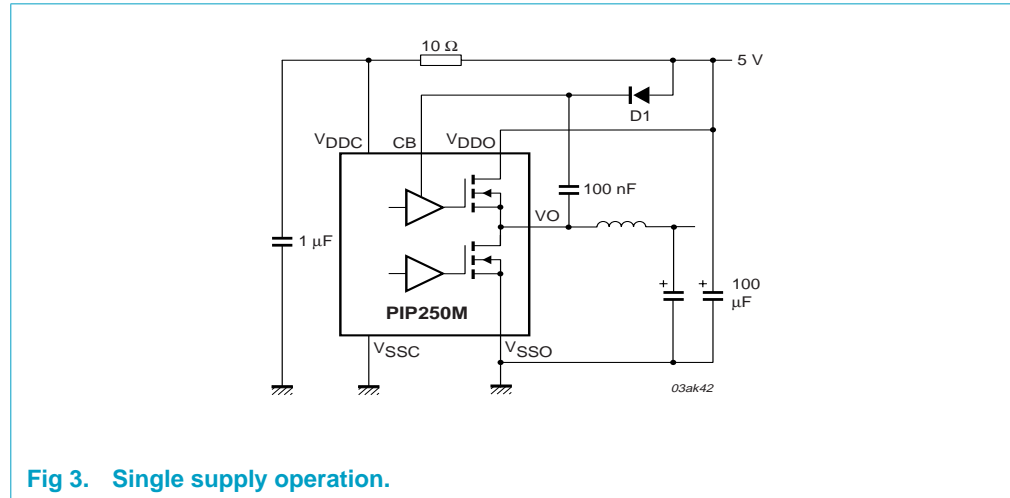 10 Ω
5 V
D1
VDDC
CB
VDDO
100 nF
VO
1 μF
100
μF
+
+
PIP250M
VSSC
VSSO
03ak42
Fig 3. Single supply operation.